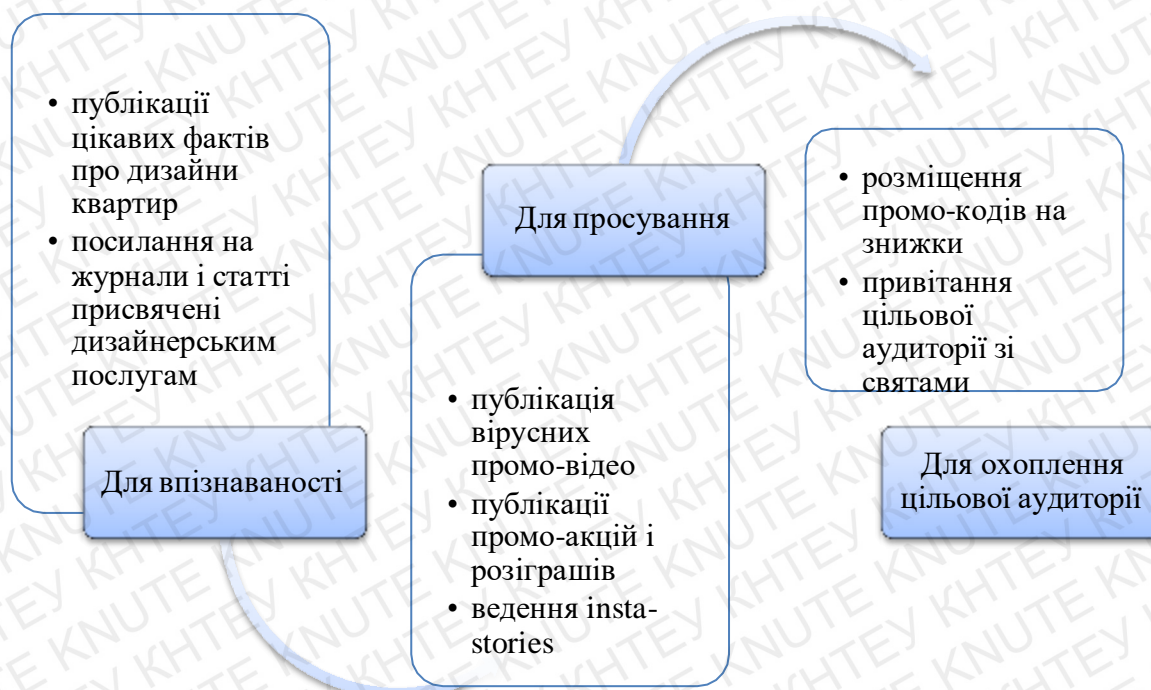 • публікації
цікавих фактів
про дизайни
квартир
• посилання на
журнали і статті
присвячені
дизайнерським
послугам
Для впізнаваності
Для просування
• публікація
вірусних
промо-відео
• публікації
промо-акцій і
розіграшів
• ведення insta-
stories
• розміщення
промо-кодів на
знижки
• привітання
цільової
аудиторії зі
святами
Для охоплення
цільової аудиторії